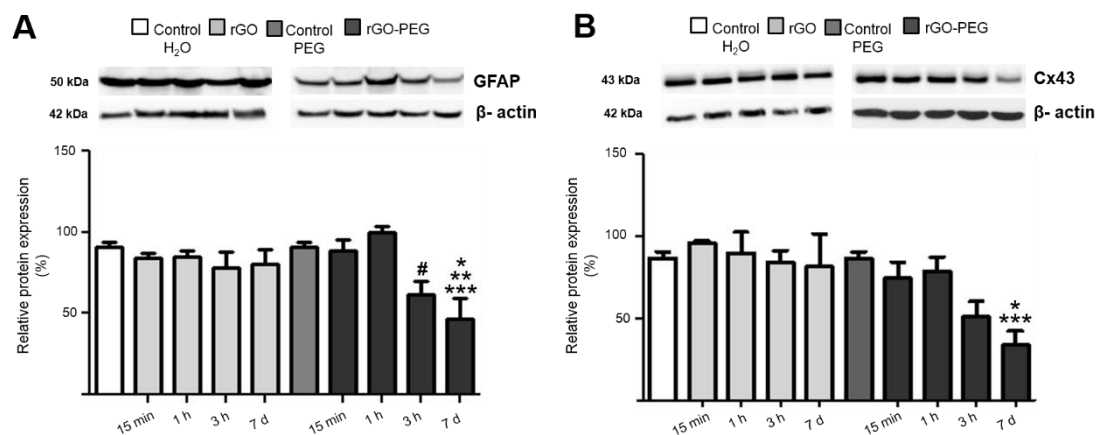 A
Control H₂O
rGO
Control PEG
rGO-PEG
50 kDa
GFAP
42 kDa
β- actin
150
100
50
Relative protein expression
(%)
#
*
**
***
15 min
1 h
3 h
7 d
15 min
1 h
3 h
7 d
B
Control H₂O
rGO
Control PEG
rGO-PEG
43 kDa
Cx43
42 kDa
β- actin
150
100
50
Relative protein expression
(%)
*
***
15 min
1 h
3 h
7 d
15 min
1 h
3 h
7 d